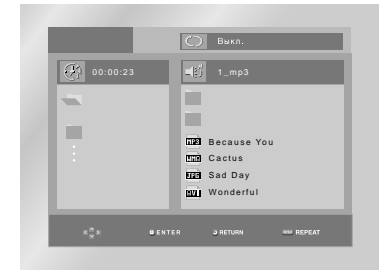 Выкл.
00:00:23
1_mp3
MP3 Because You
WMA Cactus
JPG Sad Day
AVI Wonderful
ENTER RETURN REPEAT